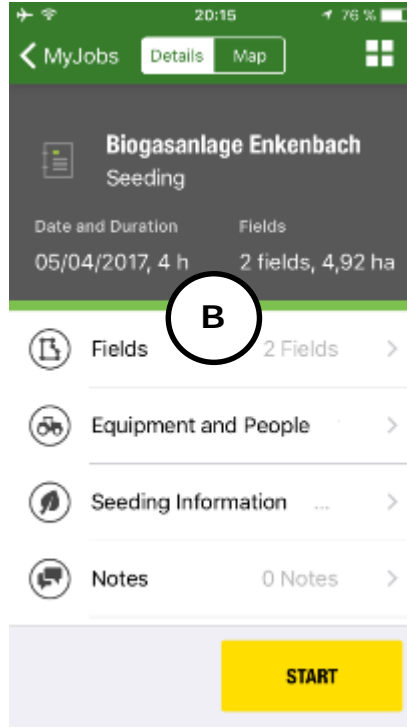 20:15 76 %
MyJobs Details Map
Biogasanlage Enkenbach
Seeding
Date and Duration Fields
05/04/2017, 4 h 2 fields, 4,92 ha
B
Fields 2 Fields
Equipment and People
Seeding Information ...
Notes 0 Notes
START